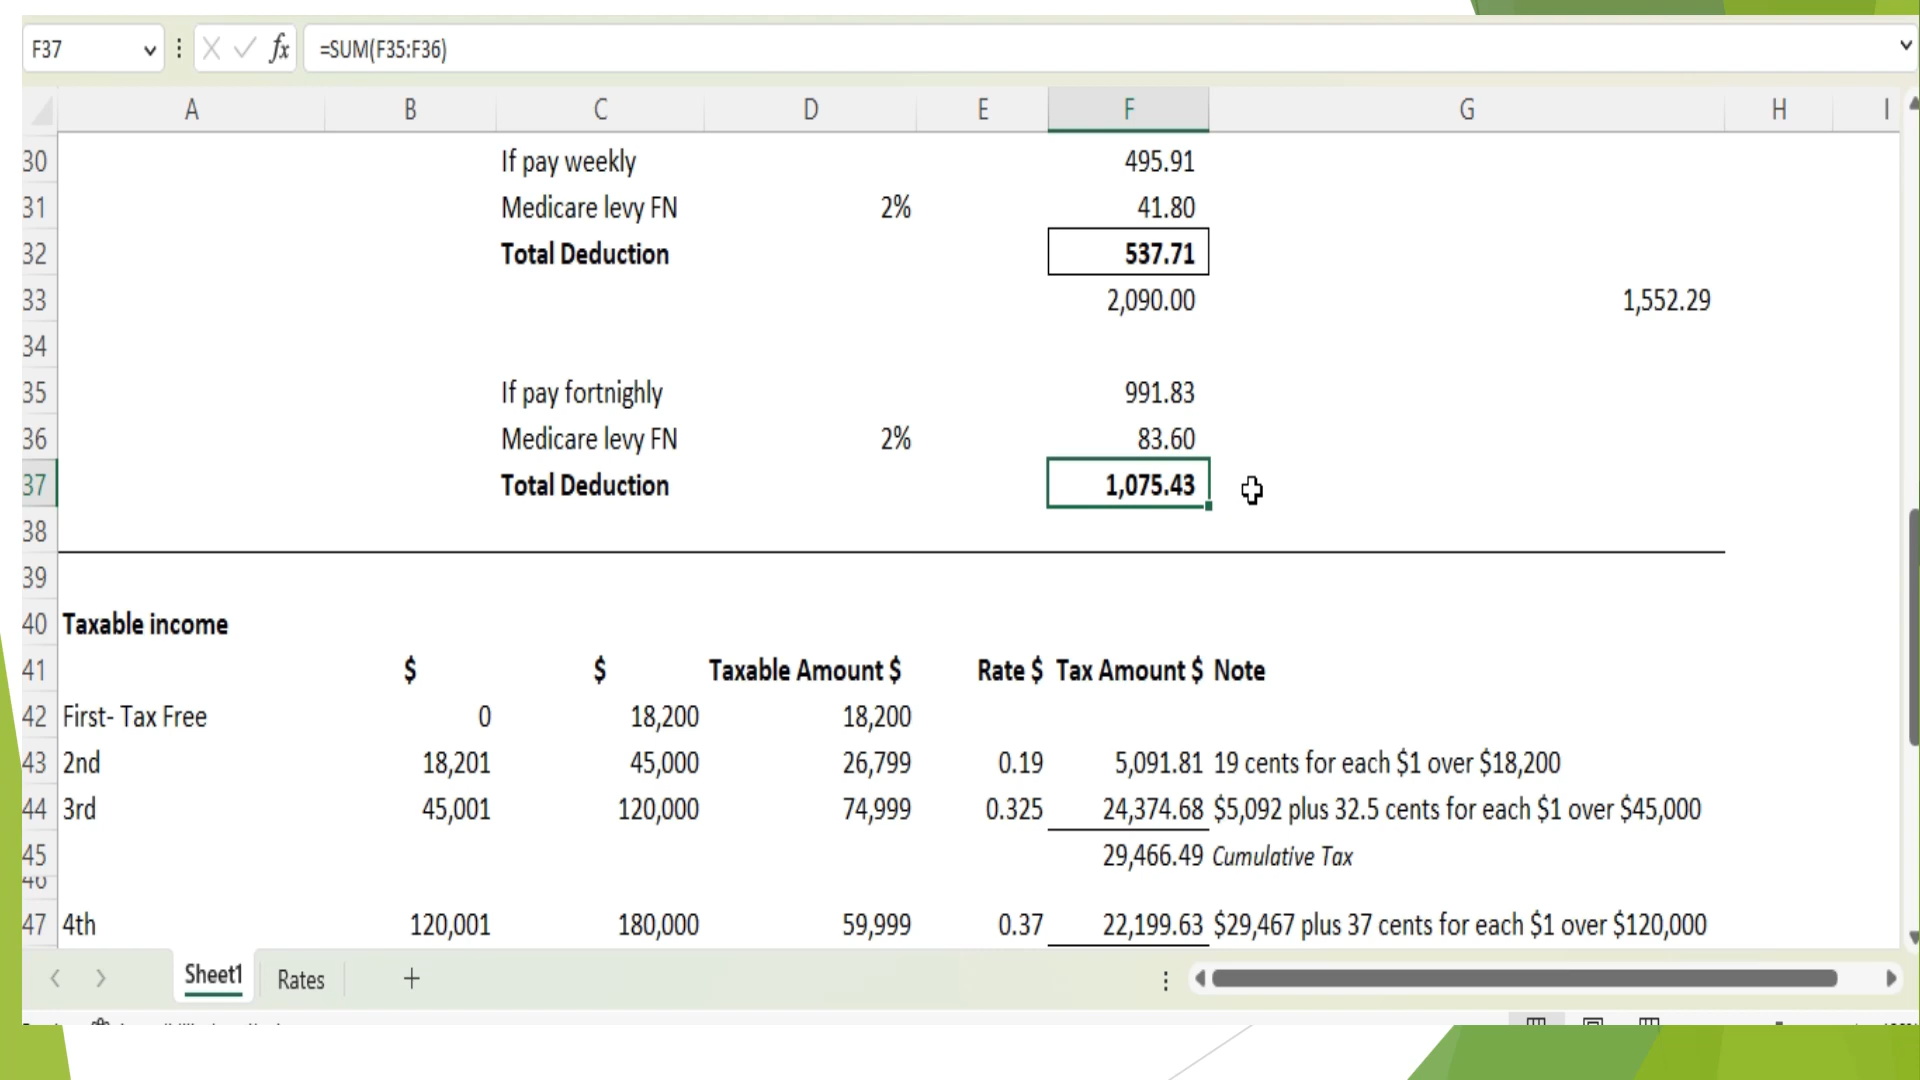 F37 fx =SUM(F35:F36)
A B C D E F G H I
30 If pay weekly 495.91
31 Medicare levy FN 2% 41.80
32 Total Deduction 537.71
33 2,090.00 1,552.29
34
35 If pay fortnighly 991.83
36 Medicare levy FN 2% 83.60
37 Total Deduction 1,075.43
38
39
40 Taxable income
41 $ $ Taxable Amount $ Rate $ Tax Amount $ Note
42 First- Tax Free 0 18,200 18,200
43 2nd 18,201 45,000 26,799 0.19 5,091.81 19 cents for each $1 over $18,200
44 3rd 45,001 120,000 74,999 0.325 24,374.68 $5,092 plus 32.5 cents for each $1 over $45,000
45 29,466.49 Cumulative Tax
46
47 4th 120,001 180,000 59,999 0.37 22,199.63 $29,467 plus 37 cents for each $1 over $120,000
Sheet1 Rates +